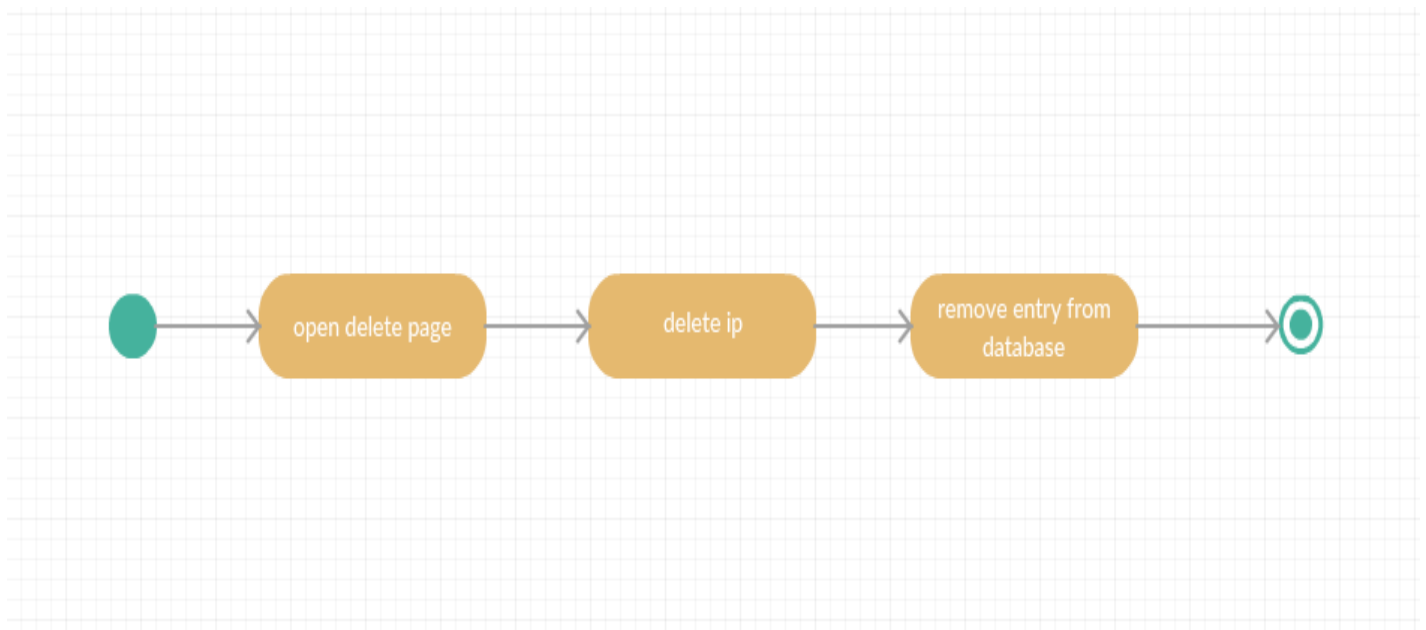 open delete page
delete ip
remove entry from
database